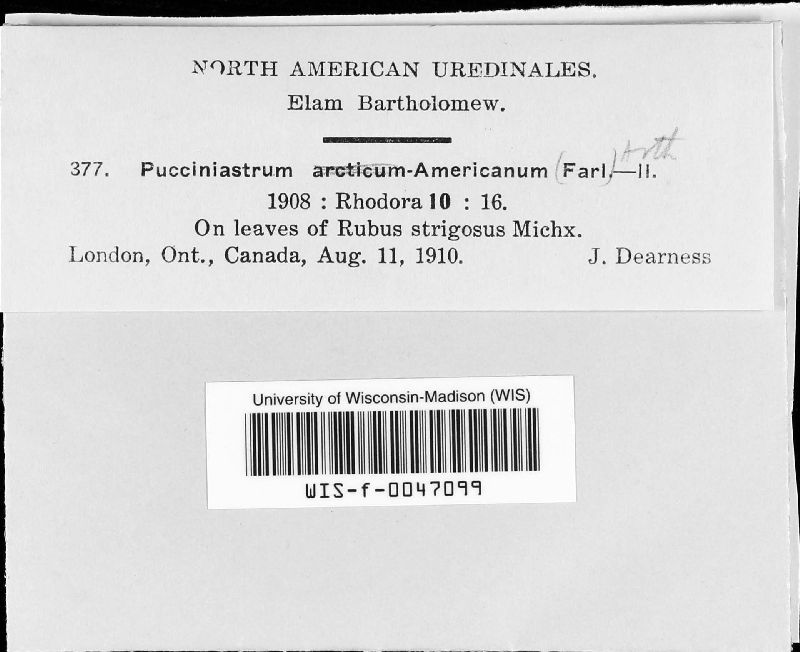 NORTH AMERICAN UREDINALES.
Elam Bartholomew.
377. Pucciniastrum arcticum-Americanum (Farl.) Arth —II.
1908 : Rhodora 10 : 16.
On leaves of Rubus strigosus Michx.
London, Ont., Canada, Aug. 11, 1910. J. Dearness
University of Wisconsin-Madison (WIS)
WIS-f-0047099